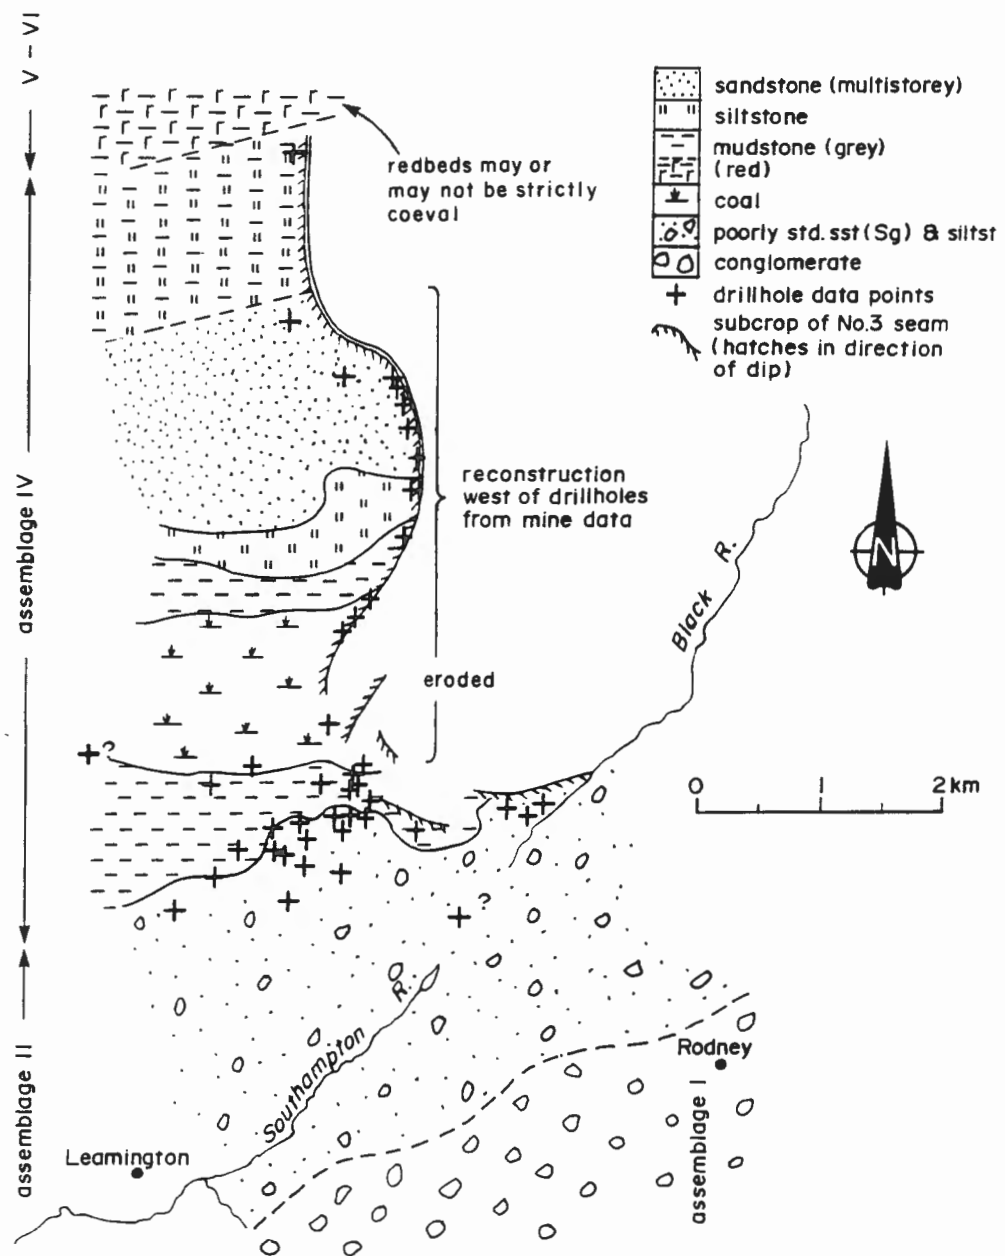 V – VI
assemblage IV
assemblage II
redbeds may or
may not be strictly
coeval
sandstone (multistorey)
siltstone
mudstone (grey)
(red)
coal
poorly std. sst (Sg) & siltst
conglomerate
drillhole data points
subcrop of No.3 seam
(hatches in direction
of dip)
reconstruction
west of drillholes
from mine data
Black R.
N
eroded
?
0 1 2 km
?
Southampton R.
Rodney
assemblage I
Leamington